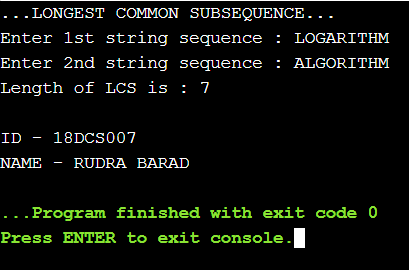 ...LONGEST COMMON SUBSEQUENCE...
Enter 1st string sequence : LOGARITHM
Enter 2nd string sequence : ALGORITHM
Length of LCS is : 7
ID - 18DCS007
NAME - RUDRA BARAD
...Program finished with exit code 0
Press ENTER to exit console.